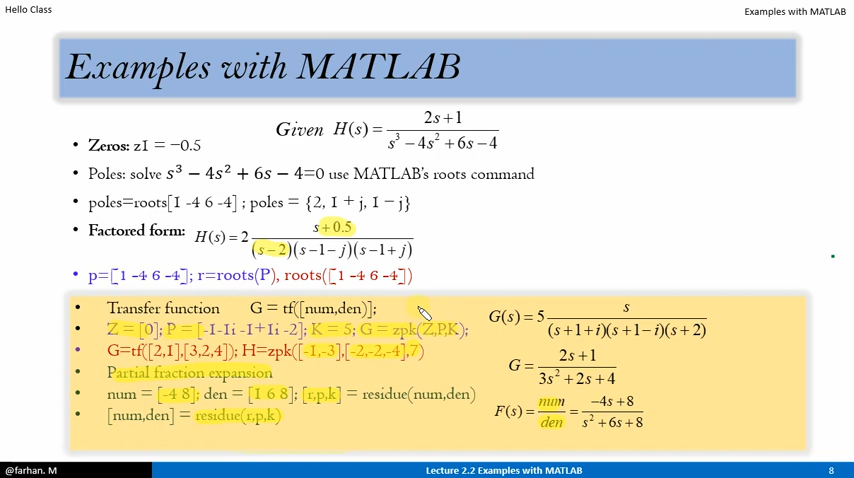 Hello Class
Examples with MATLAB
Examples with MATLAB
Given H(s) = (2s+1)/(s³ − 4s² + 6s − 4)
• Zeros: z1 = −0.5
• Poles: solve s³ − 4s² + 6s − 4=0 use MATLAB's roots command
• poles=roots[1 -4 6 -4] ; poles = {2, 1 + j, 1 − j}
• Factored form: H(s) = 2 (s+0.5)/((s−2)(s−1−j)(s−1+j))
• p=[1 -4 6 -4]; r=roots(P), roots([1 -4 6 -4])
• Transfer function G = tf([num,den)];
• Z = [0]; P = [-1-1i -1+1i -2]; K = 5; G = zpk(Z,P,K);
• G=tf([2,1],[3,2,4]); H=zpk([-1,-3],[-2,-2,-4],7)
• Partial fraction expansion
• num = [-4 8]; den = [1 6 8]; [r,p,k] = residue(num,den)
• [num,den] = residue(r,p,k)
G(s) = 5 s/((s+1+i)(s+1−i)(s+2))
G = (2s+1)/(3s² + 2s + 4)
F(s) = num/den = (−4s+8)/(s² + 6s + 8)
@farhan. M
Lecture 2.2 Examples with MATLAB
8